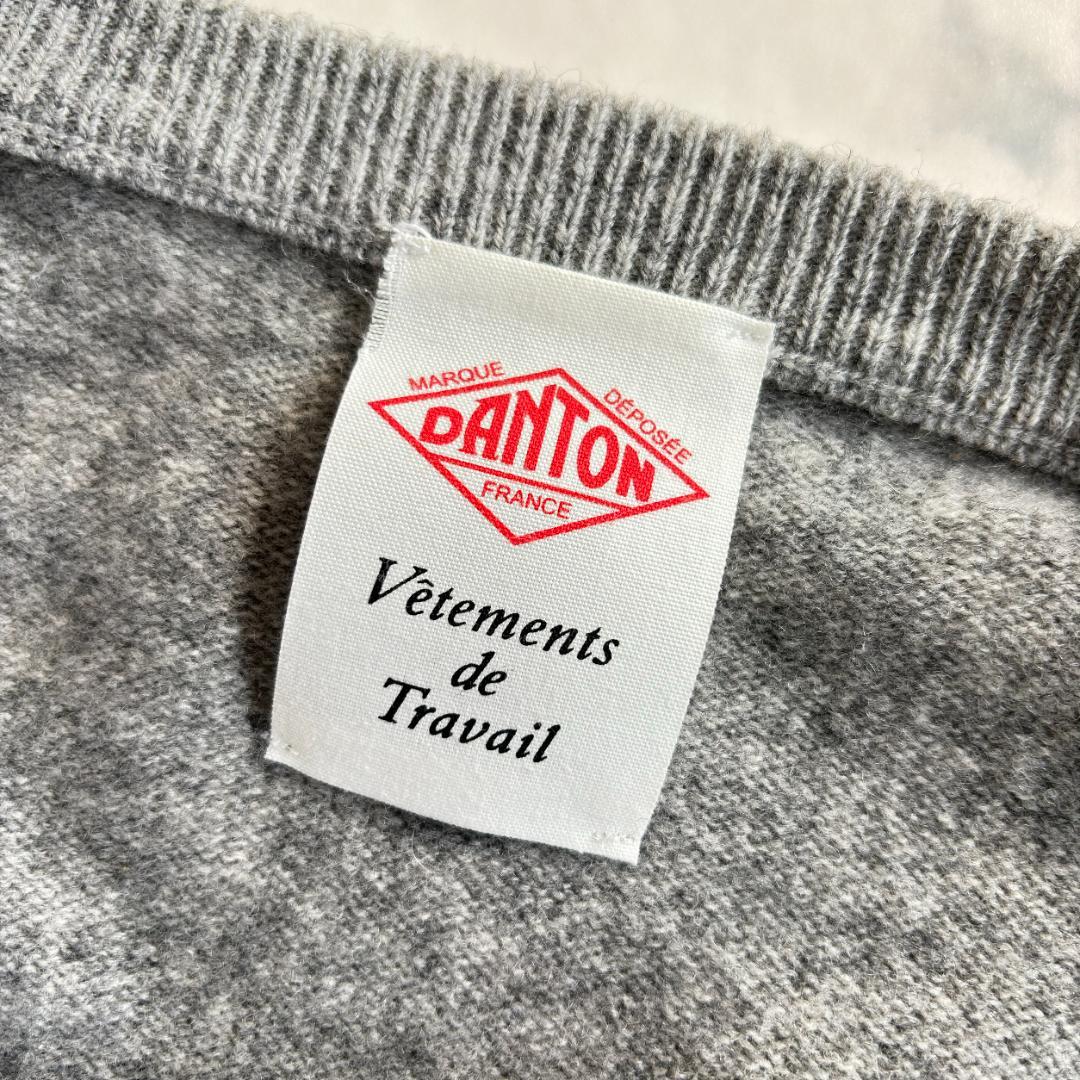 MARQUE DÉPOSÉE
DANTON
FRANCE
Vêtements
de
Travail